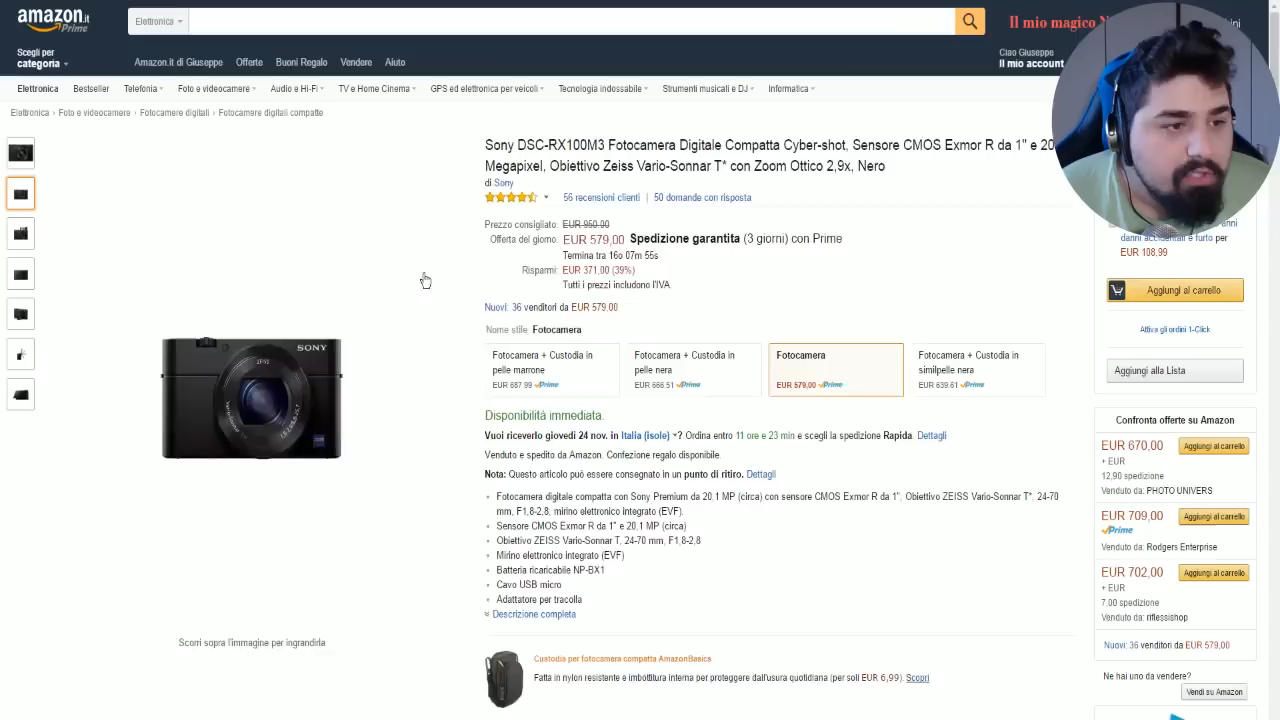 amazon.it
Prime
Elettronica
Il mio magico
Scegli per
categoria
Amazon.it di Giuseppe Offerte Buoni Regalo Vendere Aiuto
Ciao Giuseppe
Il mio account
Elettronica Bestseller Telefonia Foto e videocamere Audio e Hi-Fi TV e Home Cinema GPS ed elettronica per veicoli Tecnologia indossabile Strumenti musicali e DJ Informatica
Elettronica › Foto e videocamere › Fotocamere digitali › Fotocamere digitali compatte
Sony DSC-RX100M3 Fotocamera Digitale Compatta Cyber-shot, Sensore CMOS Exmor R da 1" e 20
Megapixel, Obiettivo Zeiss Vario-Sonnar T* con Zoom Ottico 2,9x, Nero
di Sony
56 recensioni clienti | 50 domande con risposta
Prezzo consigliato: EUR 950,00
Offerta del giorno: EUR 579,00 Spedizione garantita (3 giorni) con Prime
Termina tra 16o 07m 55s
Risparmi: EUR 371,00 (39%)
Tutti i prezzi includono l'IVA.
Nuovi: 36 venditori da EUR 579,00
Nome stile: Fotocamera
Fotocamera + Custodia in
pelle marrone
EUR 687,99 Prime
Fotocamera + Custodia in
pelle nera
EUR 666,51 Prime
Fotocamera
EUR 579,00 Prime
Fotocamera + Custodia in
similpelle nera
EUR 639,61 Prime
Disponibilità immediata.
Vuoi riceverlo giovedì 24 nov. in Italia (isole) ? Ordina entro 11 ore e 23 min e scegli la spedizione Rapida. Dettagli
Venduto e spedito da Amazon. Confezione regalo disponibile.
Nota: Questo articolo può essere consegnato in un punto di ritiro. Dettagli
• Fotocamera digitale compatta con Sony Premium da 20,1 MP (circa) con sensore CMOS Exmor R da 1", Obiettivo ZEISS Vario-Sonnar T*, 24-70
mm, F1,8-2,8; mirino elettronico integrato (EVF).
• Sensore CMOS Exmor R da 1" e 20,1 MP (circa)
• Obiettivo ZEISS Vario-Sonnar T, 24-70 mm, F1,8-2,8
• Mirino elettronico integrato (EVF)
• Batteria ricaricabile NP-BX1
• Cavo USB micro
• Adattatore per tracolla
Descrizione completa
SONY
ZEISS
Scorri sopra l'immagine per ingrandirla
Custodia per fotocamera compatta AmazonBasics
Fatta in nylon resistente e imbottitura interna per proteggere dall'usura quotidiana (per soli EUR 6,99). Scopri
danni accidentali e furto per
EUR 108,99
Aggiungi al carrello
Attiva gli ordini 1-Click
Aggiungi alla Lista
Confronta offerte su Amazon
EUR 670,00 Aggiungi al carrello
+ EUR
12,90 spedizione
Venduto da: PHOTO UNIVERS
EUR 709,00 Aggiungi al carrello
Prime
Venduto da: Rodgers Enterprise
EUR 702,00 Aggiungi al carrello
+ EUR
7,00 spedizione
Venduto da: riflessishop
Nuovi: 36 venditori da EUR 579,00
Ne hai uno da vendere?
Vendi su Amazon